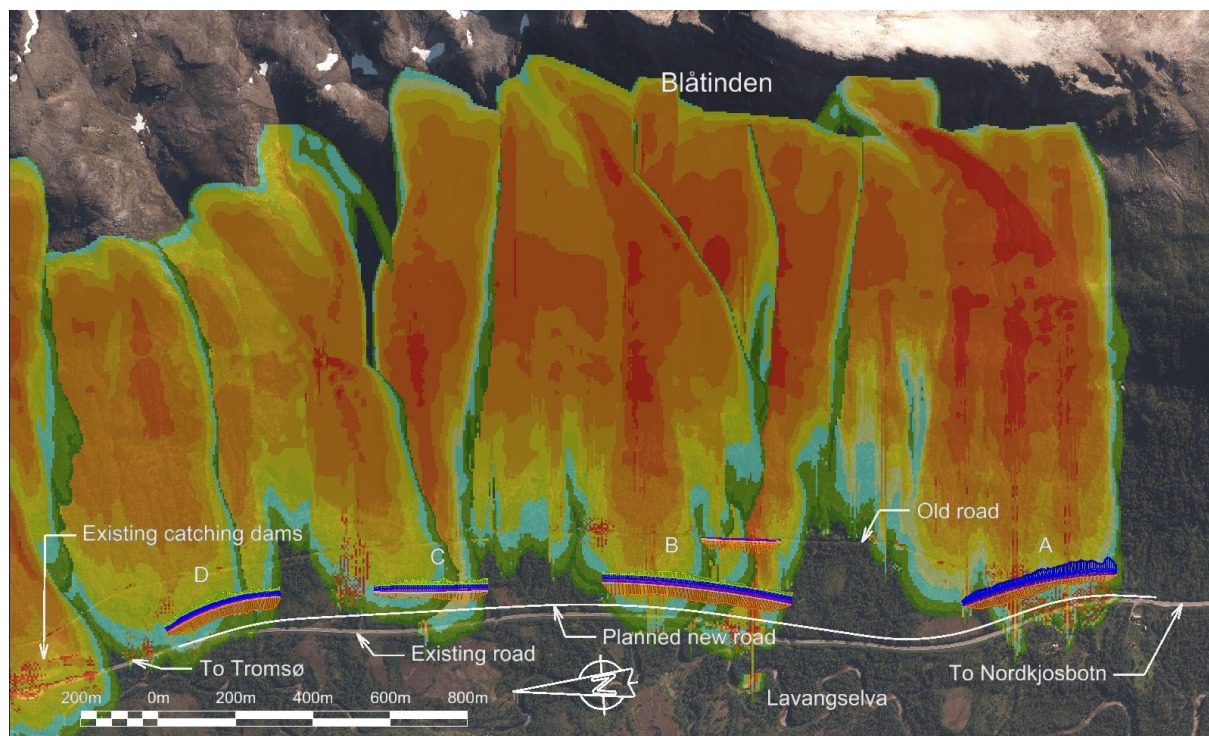 Blåtinden
Old road
Existing catching dams
A
B
C
D
Planned new road
Existing road
To Tromsø
To Nordkjosbotn
N
Lavangselva
200m 0m 200m 400m 600m 800m